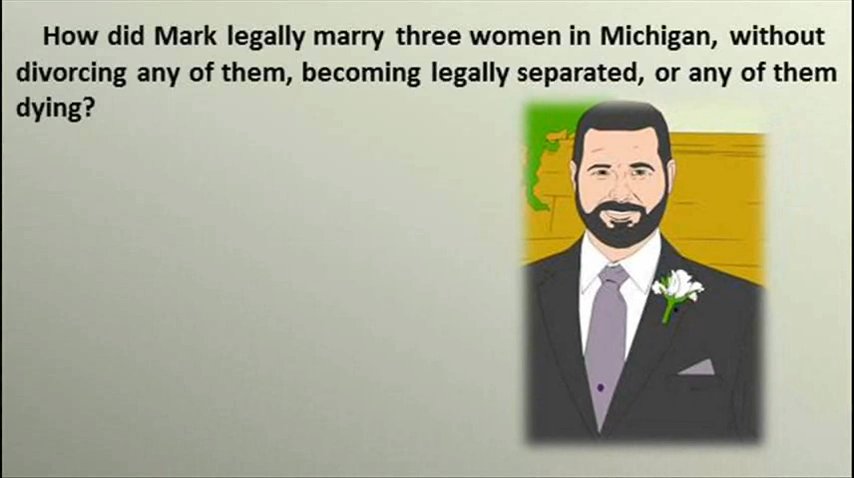 How did Mark legally marry three women in Michigan, without
divorcing any of them, becoming legally separated, or any of them
dying?